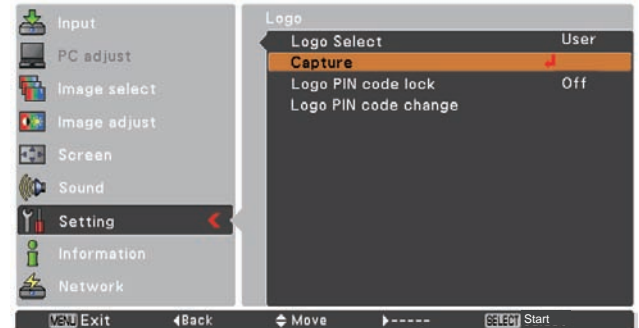 Input
PC adjust
Image select
Image adjust
Screen
Sound
Setting
Information
Network
Logo
Logo Select User
Capture
Logo PIN code lock Off
Logo PIN code change
MENU Exit Back Move ----- SELECT Start